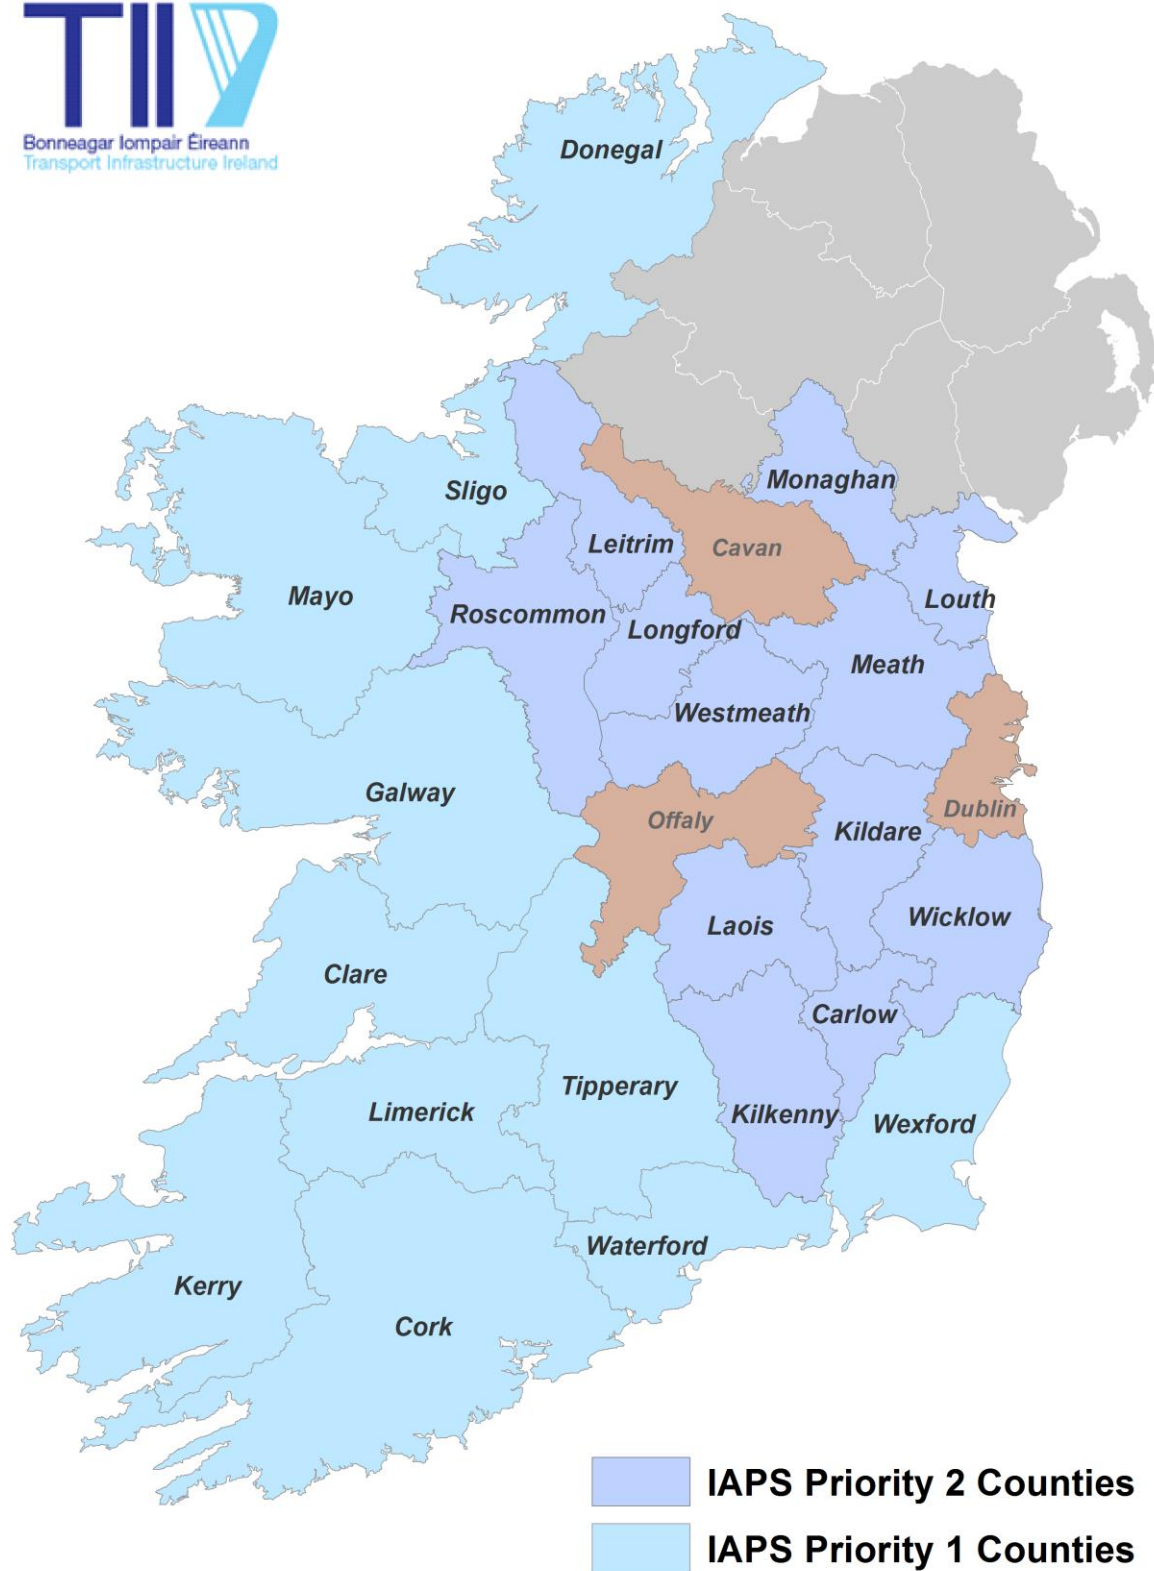 TII
Bonneagar Iompair Éireann
Transport Infrastructure Ireland
Donegal
Monaghan
Sligo
Leitrim
Cavan
Mayo
Louth
Roscommon
Longford
Meath
Westmeath
Galway
Offaly
Dublin
Kildare
Laois
Wicklow
Clare
Carlow
Tipperary
Limerick
Kilkenny
Wexford
Waterford
Kerry
Cork
IAPS Priority 2 Counties
IAPS Priority 1 Counties